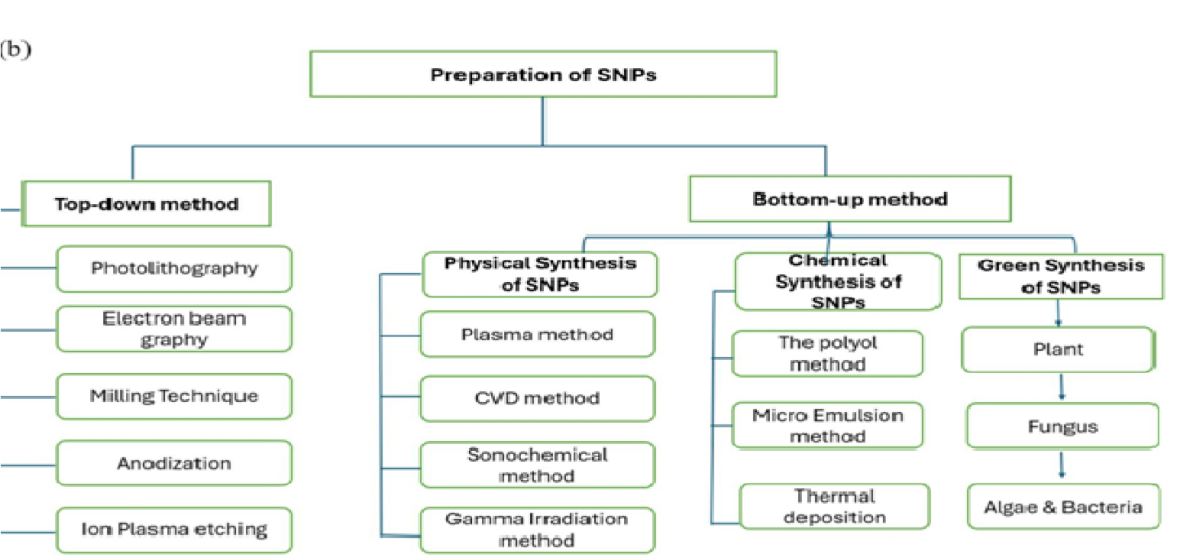 (b)
Preparation of SNPs
Top-down method
Photolithography
Electron beam
graphy
Milling Technique
Anodization
Ion Plasma etching
Bottom-up method
Physical Synthesis
of SNPs
Plasma method
CVD method
Sonochemical
method
Gamma Irradiation
method
Chemical
Synthesis of
SNPs
The polyol
method
Micro Emulsion
method
Thermal
deposition
Green Synthesis
of SNPs
Plant
Fungus
Algae & Bacteria